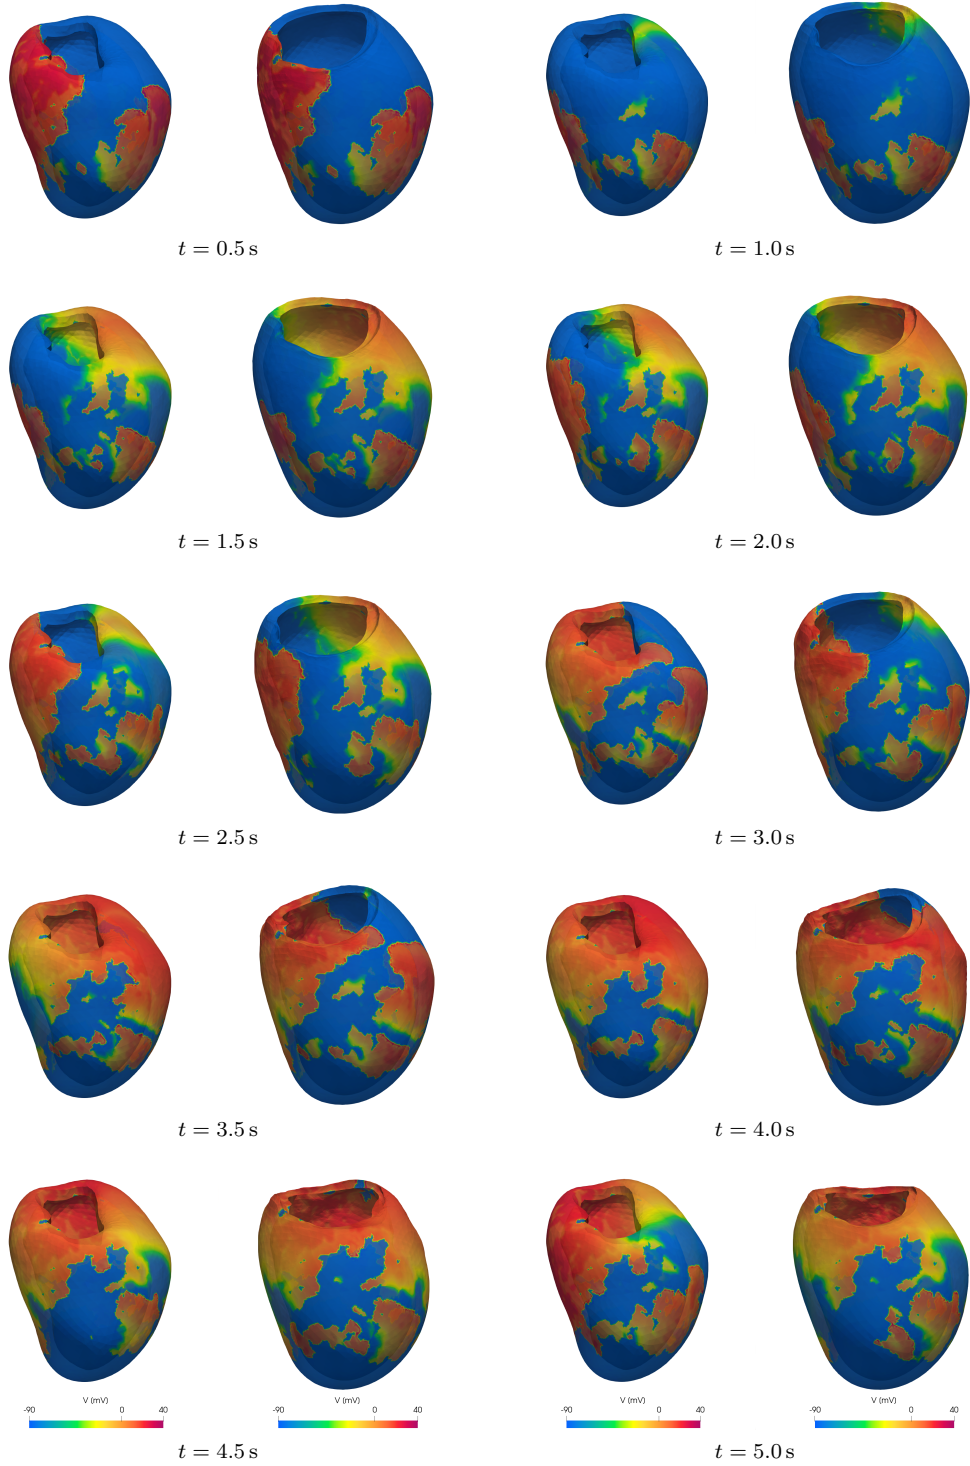 t = 0.5 s
t = 1.0 s
t = 1.5 s
t = 2.0 s
t = 2.5 s
t = 3.0 s
t = 3.5 s
t = 4.0 s
V (mV) V (mV) V (mV) V (mV)
-90 0 40 -90 0 40 -90 0 40 -90 0 40
t = 4.5 s
t = 5.0 s